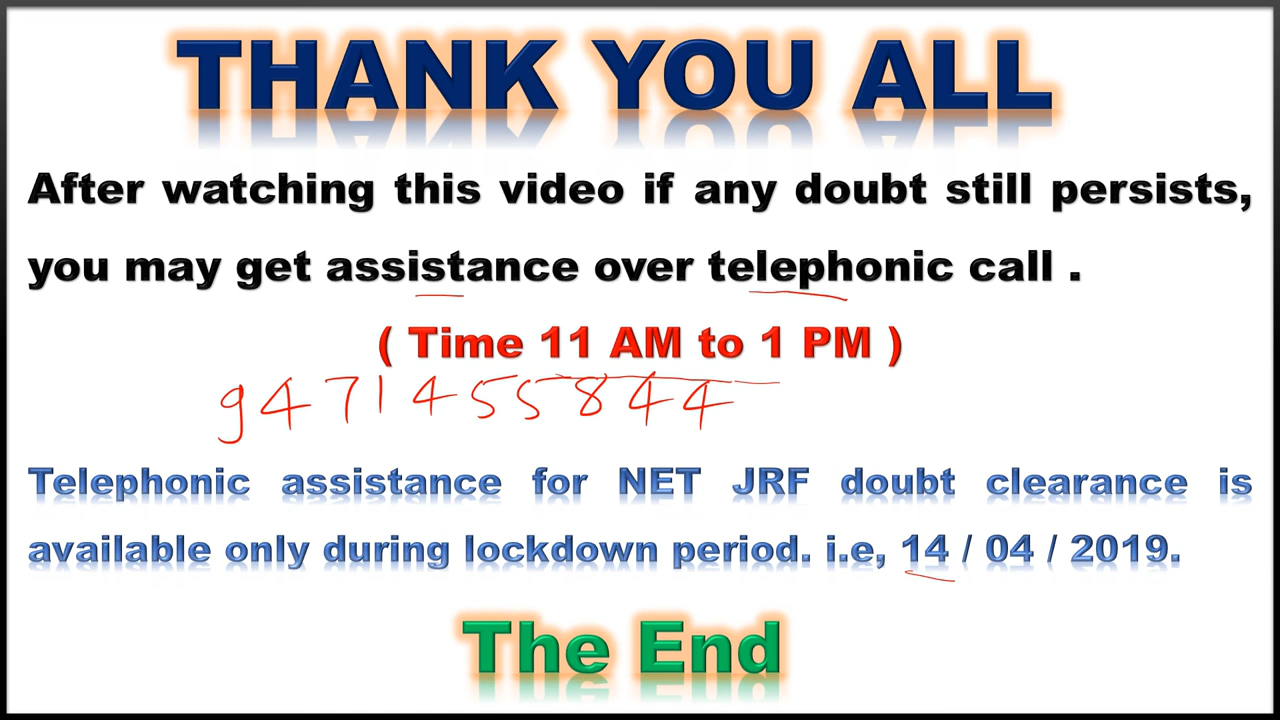 THANK YOU ALL
After watching this video if any doubt still persists,
you may get assistance over telephonic call .
( Time 11 AM to 1 PM )
9471455844
Telephonic assistance for NET JRF doubt clearance is
available only during lockdown period. i.e, 14 / 04 / 2019.
The End